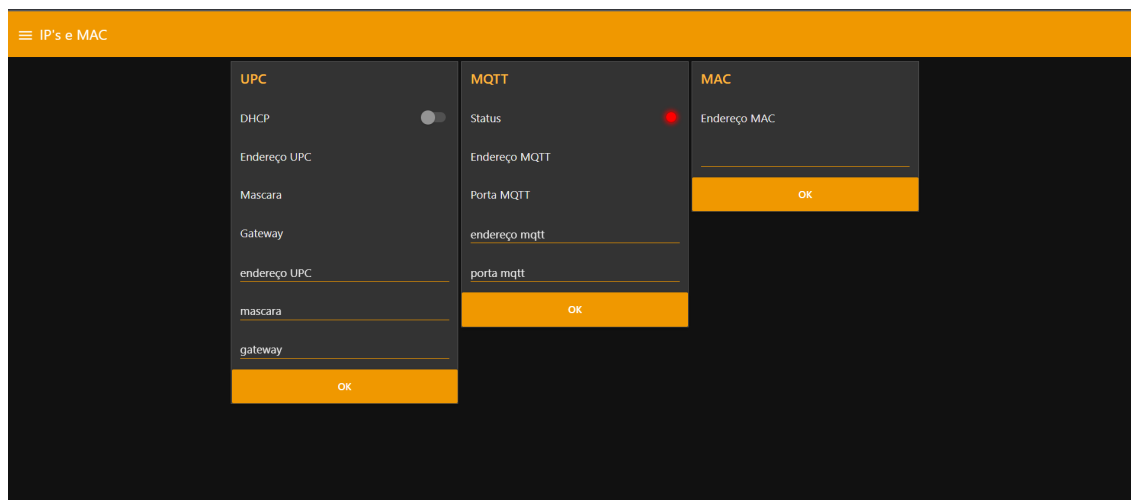 IP's e MAC
UPC
DHCP
Endereço UPC
Mascara
Gateway
endereço UPC
mascara
gateway
OK
MQTT
Status
Endereço MQTT
Porta MQTT
endereço mqtt
porta mqtt
OK
MAC
Endereço MAC
OK